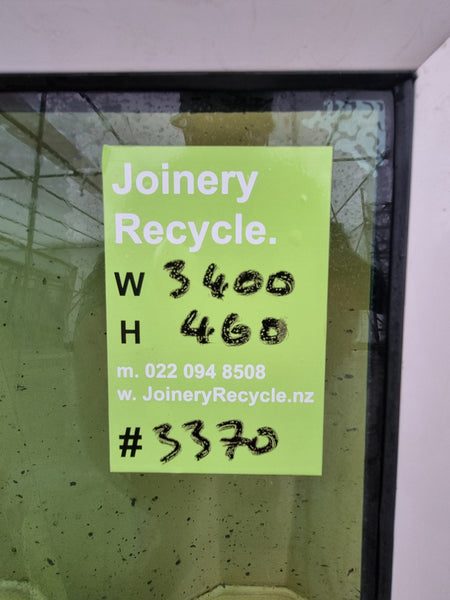 Joinery
Recycle.
W 3400
H 460
m. 022 094 8508
w. JoineryRecycle.nz
#3370